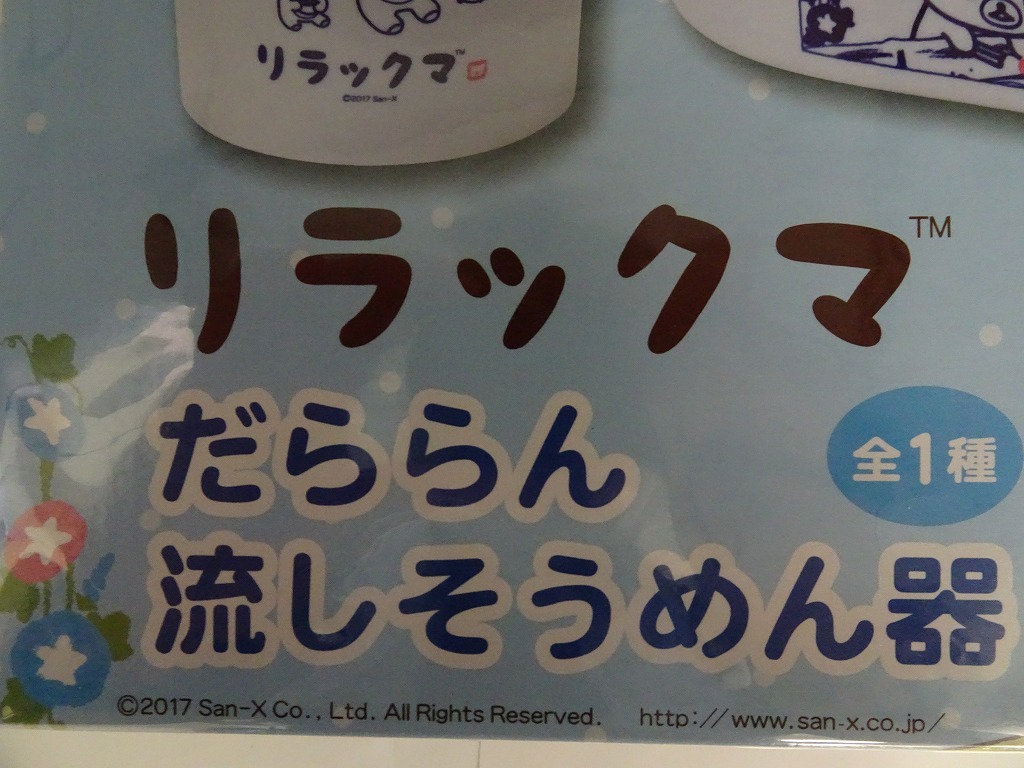 リラックマ™
©2017 San-X
リラックマ™
だららん
全1種
流しそうめん器
©2017 San-X Co., Ltd. All Rights Reserved. http://www.san-x.co.jp/